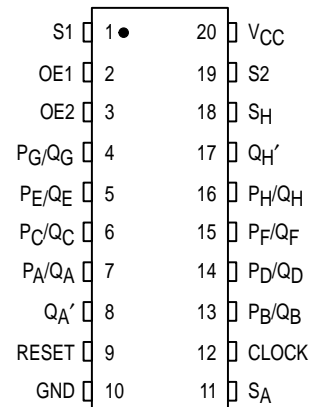 S1 1 20 VCC
OE1 2 19 S2
OE2 3 18 SH
PG/QG 4 17 QH′
PE/QE 5 16 PH/QH
PC/QC 6 15 PF/QF
PA/QA 7 14 PD/QD
QA′ 8 13 PB/QB
RESET 9 12 CLOCK
GND 10 11 SA